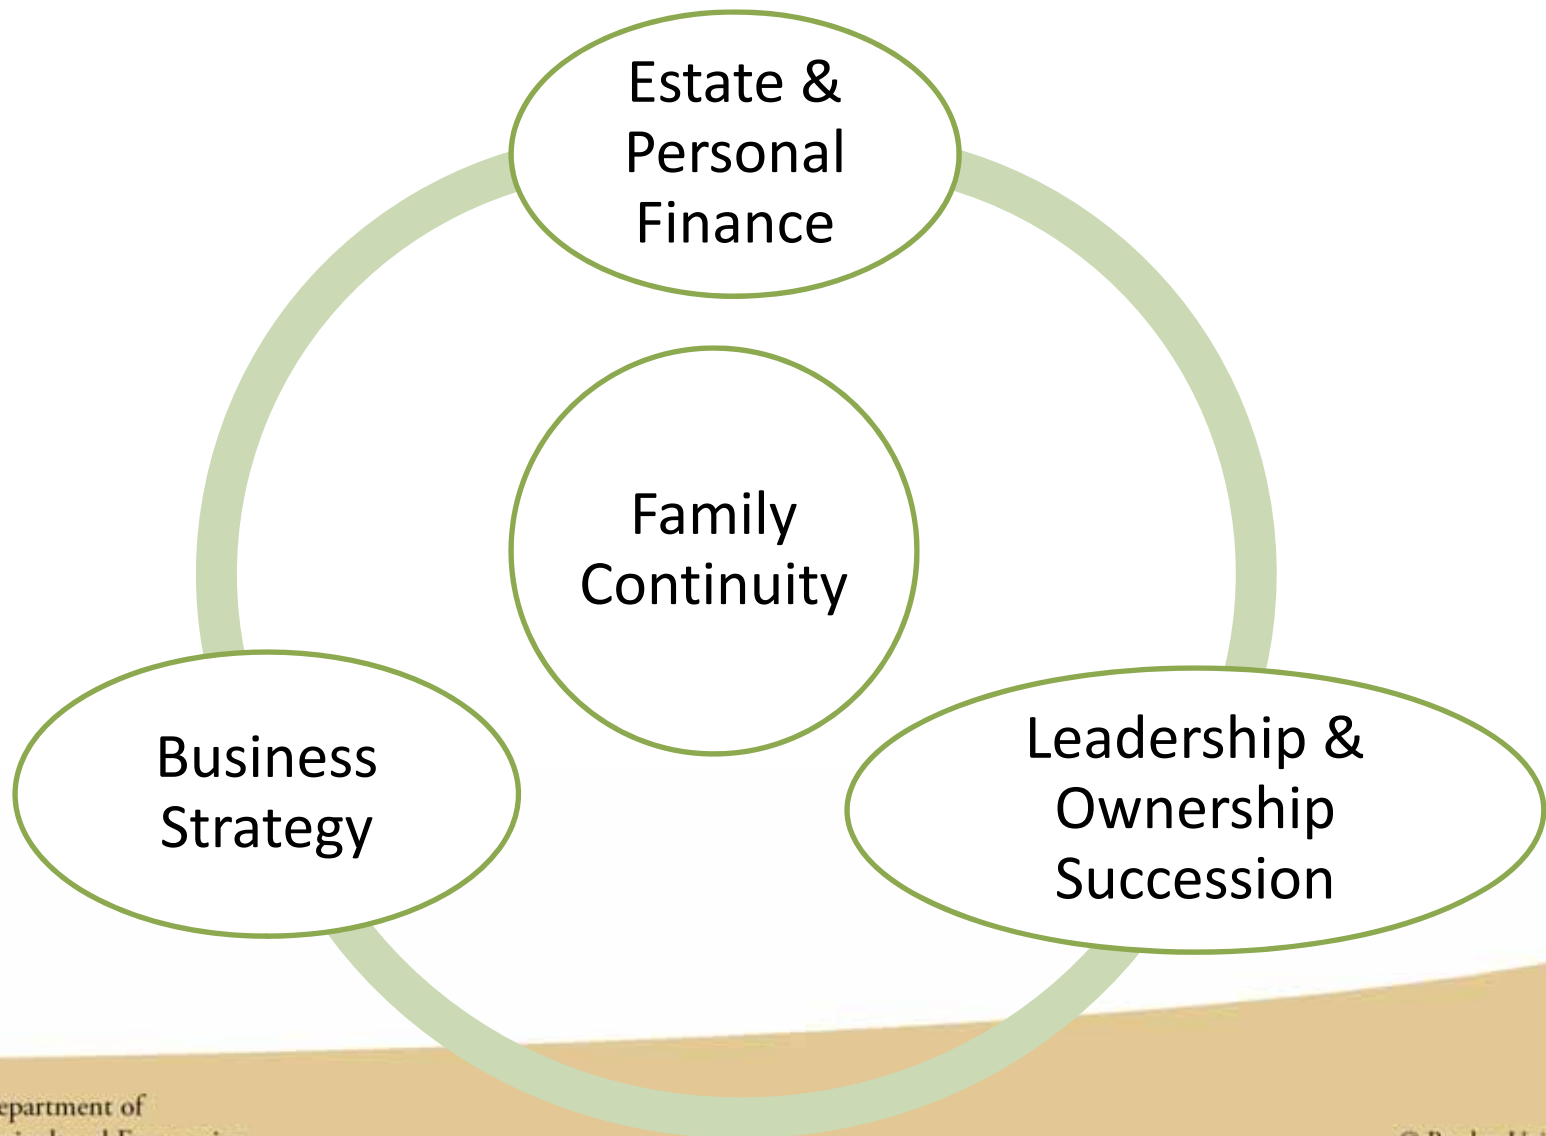 Estate &
Personal
Finance
Family
Continuity
Business
Strategy
Leadership &
Ownership
Succession
epartment of